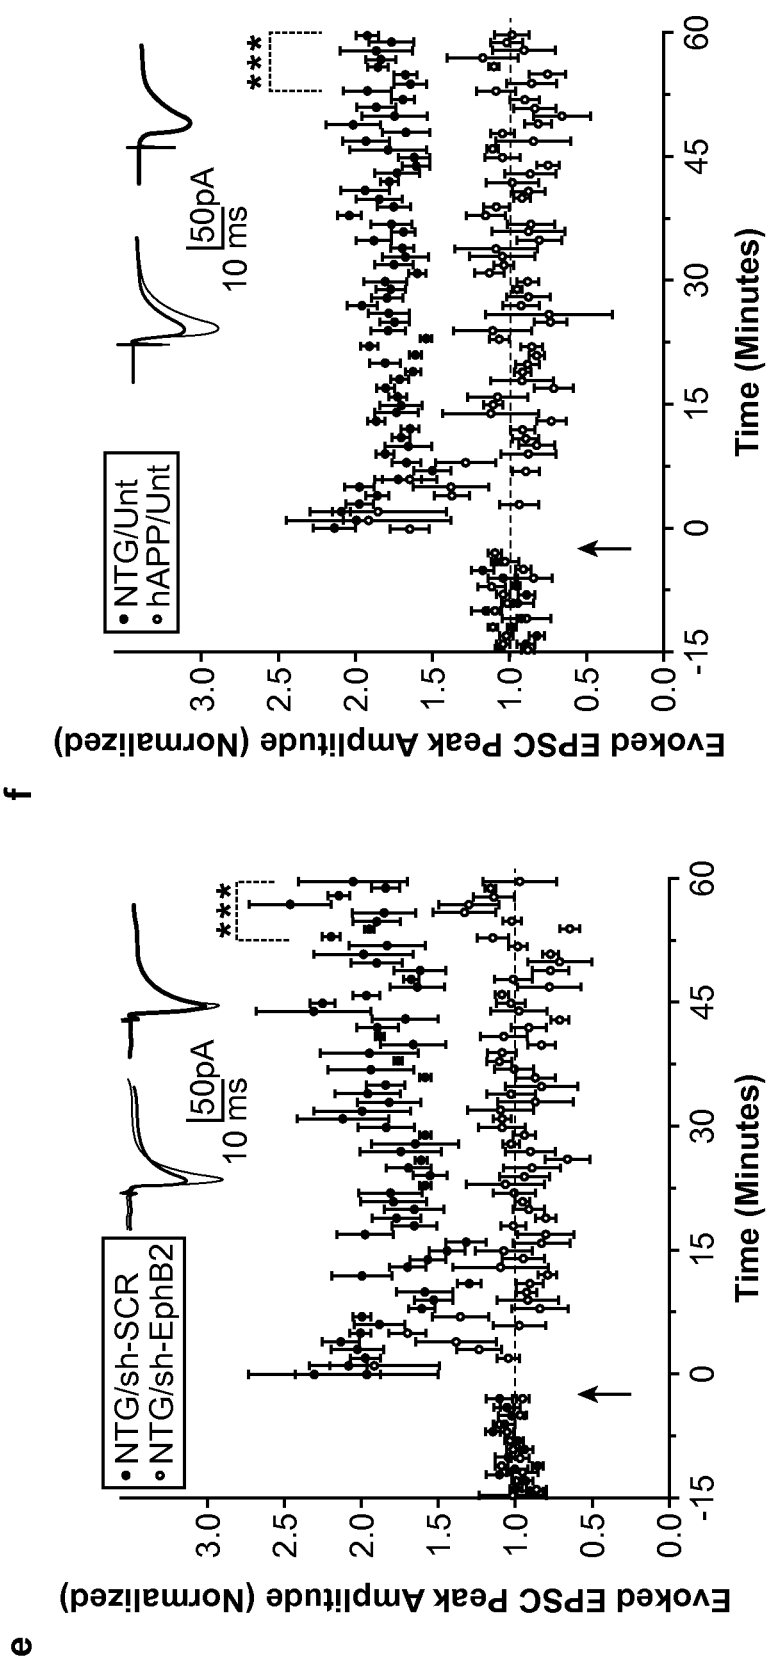 e
NTG/sh-SCR
NTG/sh-EphB2
50pA
10 ms
***
Evoked EPSC Peak Amplitude (Normalized)
3.0
2.5
2.0
1.5
1.0
0.5
0.0
-15
0
15
30
45
60
Time (Minutes)
f
NTG/Unt
hAPP/Unt
50pA
10 ms
***
Evoked EPSC Peak Amplitude (Normalized)
3.0
2.5
2.0
1.5
1.0
0.5
0.0
-15
0
15
30
45
60
Time (Minutes)